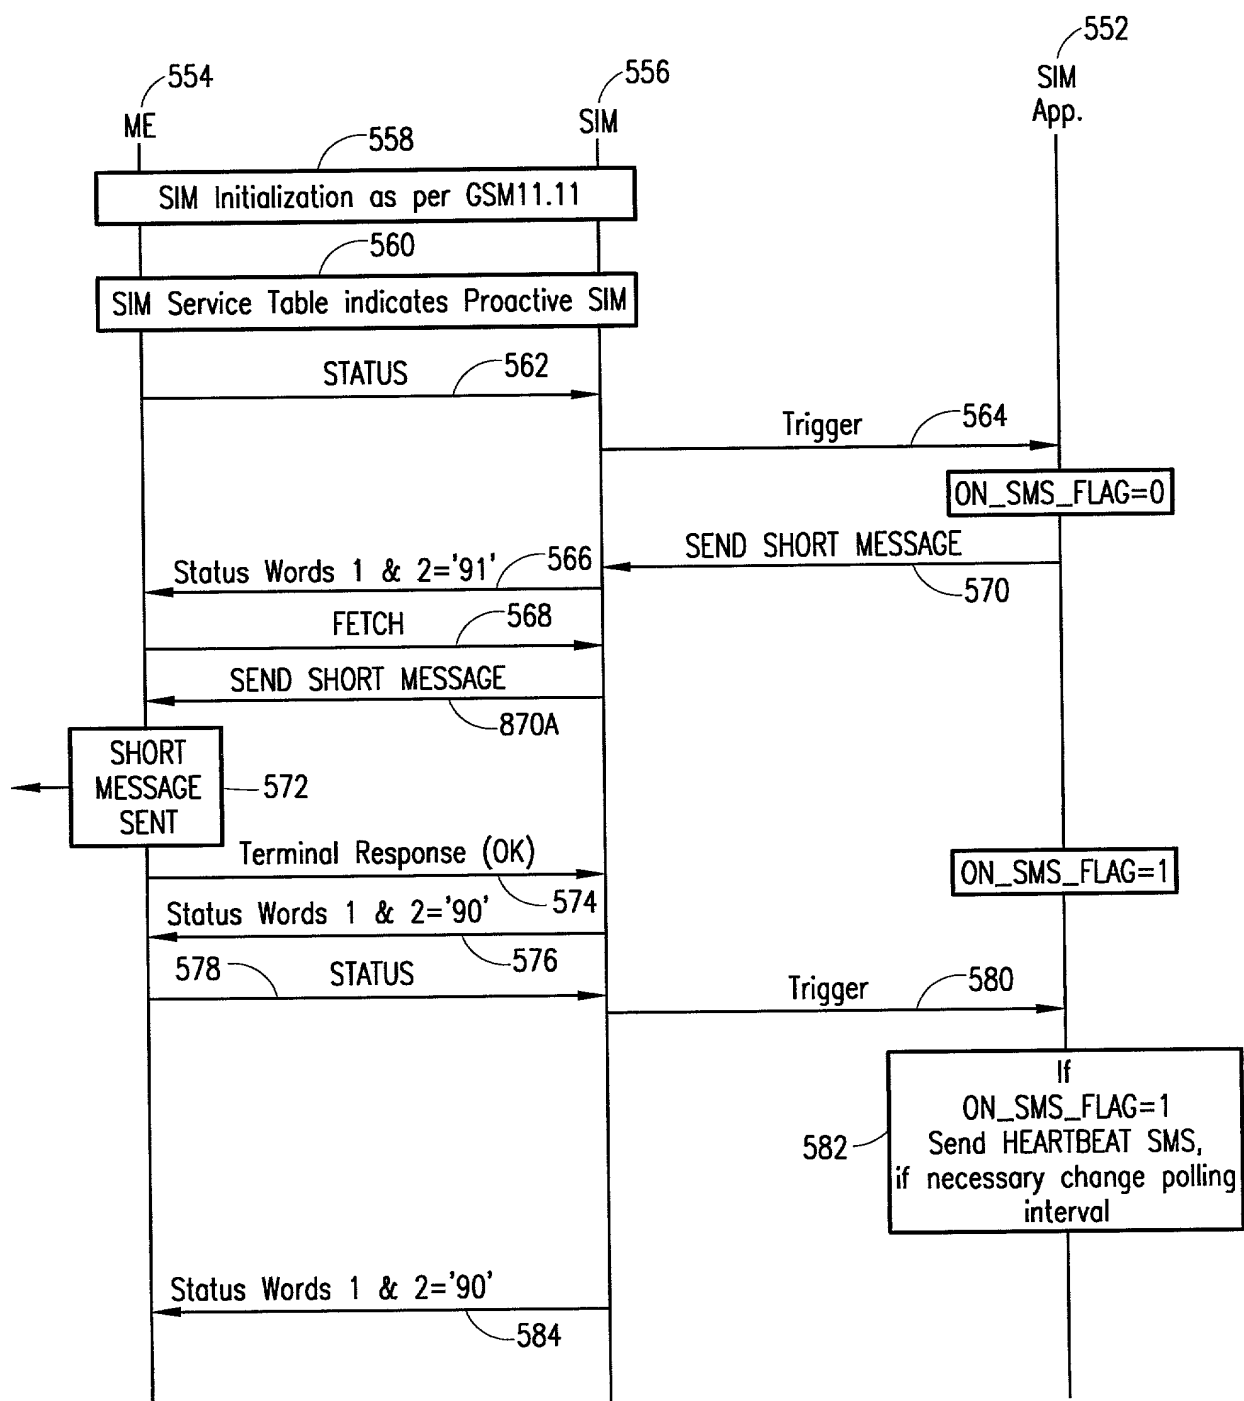 552
SIM
App.
554
ME
556
SIM
558
SIM Initialization as per GSM11.11
560
SIM Service Table indicates Proactive SIM
STATUS
562
Trigger
564
ON_SMS_FLAG=0
SEND SHORT MESSAGE
570
Status Words 1 & 2='91'
566
FETCH
568
SEND SHORT MESSAGE
870A
SHORT
MESSAGE
SENT
572
Terminal Response (OK)
574
ON_SMS_FLAG=1
Status Words 1 & 2='90'
576
578
STATUS
Trigger
580
If
ON_SMS_FLAG=1
Send HEARTBEAT SMS,
if necessary change polling
interval
582
Status Words 1 & 2='90'
584